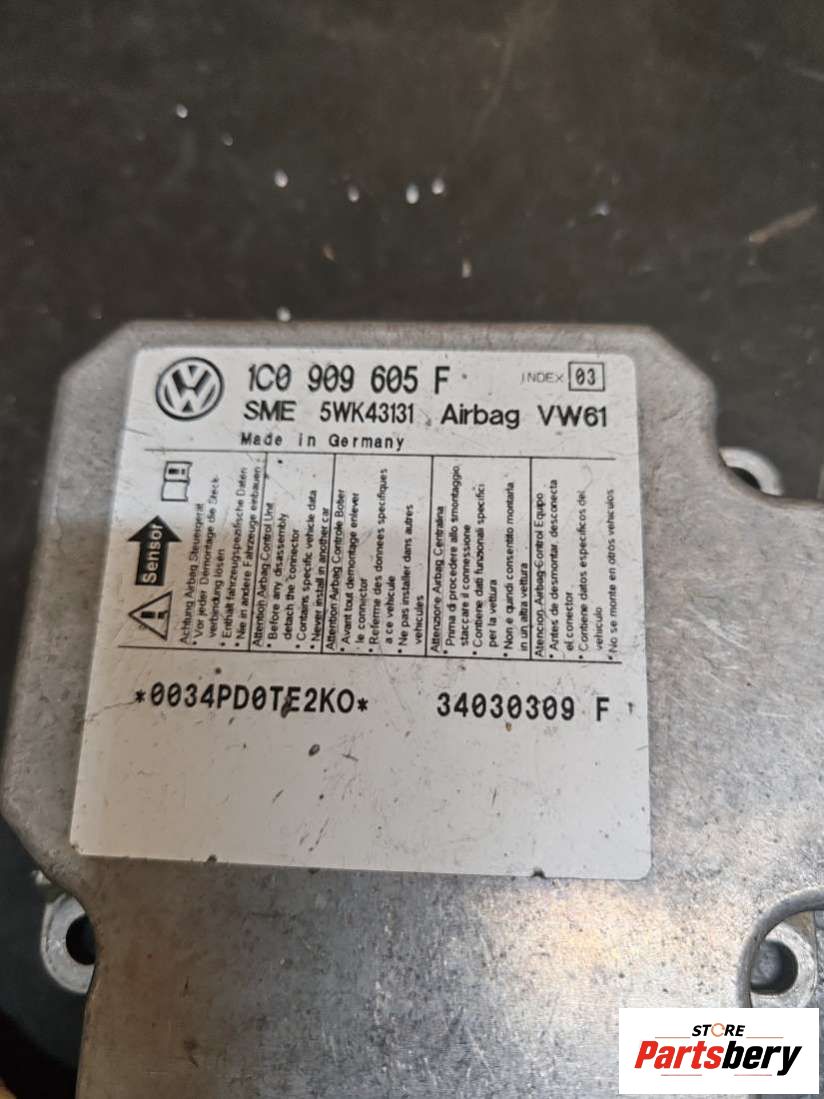 1C0 909 605 F
INDEX 03
SME 5WK43131 Airbag VW61
Made in Germany
Sensor
Achtung Airbag Steuergerät
• Vor jeder Demontage die Steck-
verbindung lösen
• Enthält fahrzeugspezifische Daten
• Nie in andere Fahrzeuge einbauen
Attention Airbag Control Unit
• Before any disassembly
detach the connector
• Contains specific vehicle data
• Never install in another car
Attention Airbag Controle Boîter
• Avant tout démontage enlever
le connector
• Referme des donnees specifiques
a ce vehicule
• Ne pas installer dans autres
vehicules
Attenzione Airbag Centralina
• Prima di procedere allo smontaggio
staccare il connessione
• Contiene dati funzionali specifici
per la vettura
• Non e quindi consentito montarla
in un altra vettura
Atencion, Airbag-Control Equipo
• Antes de desmontar, desconecta
el conector
• Contiene datos especificos del
vehiculo
• No se monte en otros vehiculos
*0034PD0TE2KO* 34030309 F
STORE
Partsbery